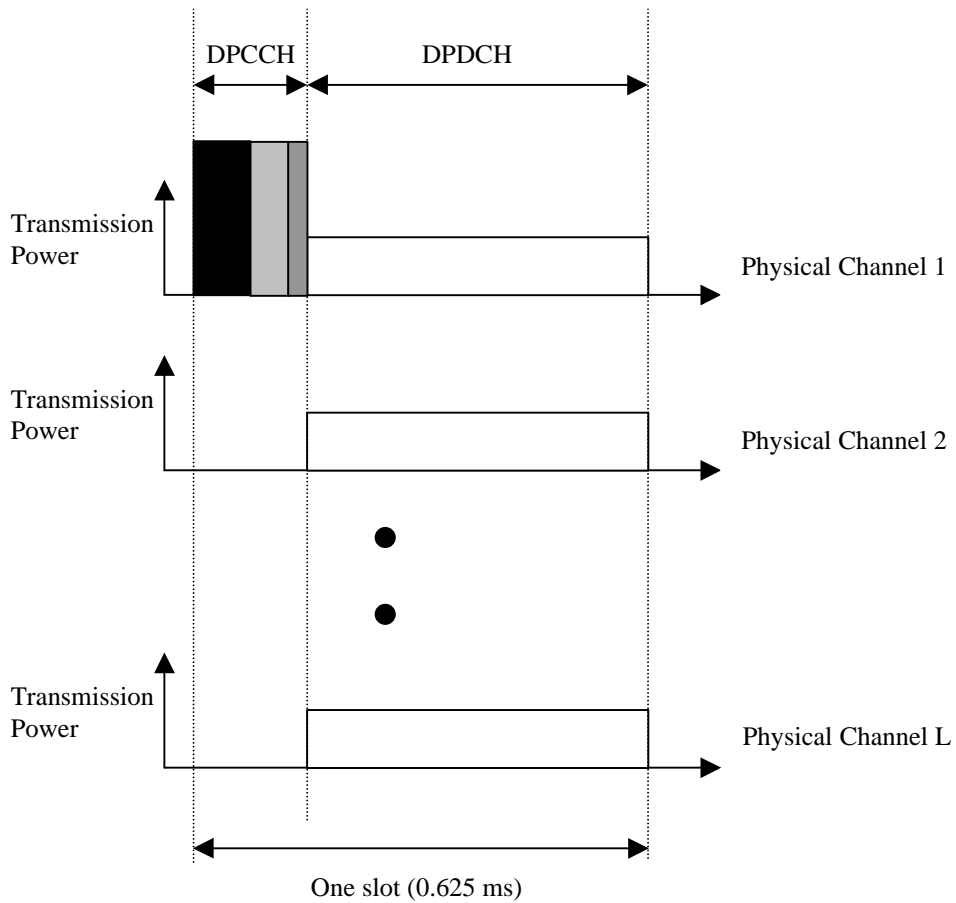 DPCCH
DPDCH
Transmission
Power
Physical Channel 1
Transmission
Power
Physical Channel 2
Transmission
Power
Physical Channel L
One slot (0.625 ms)